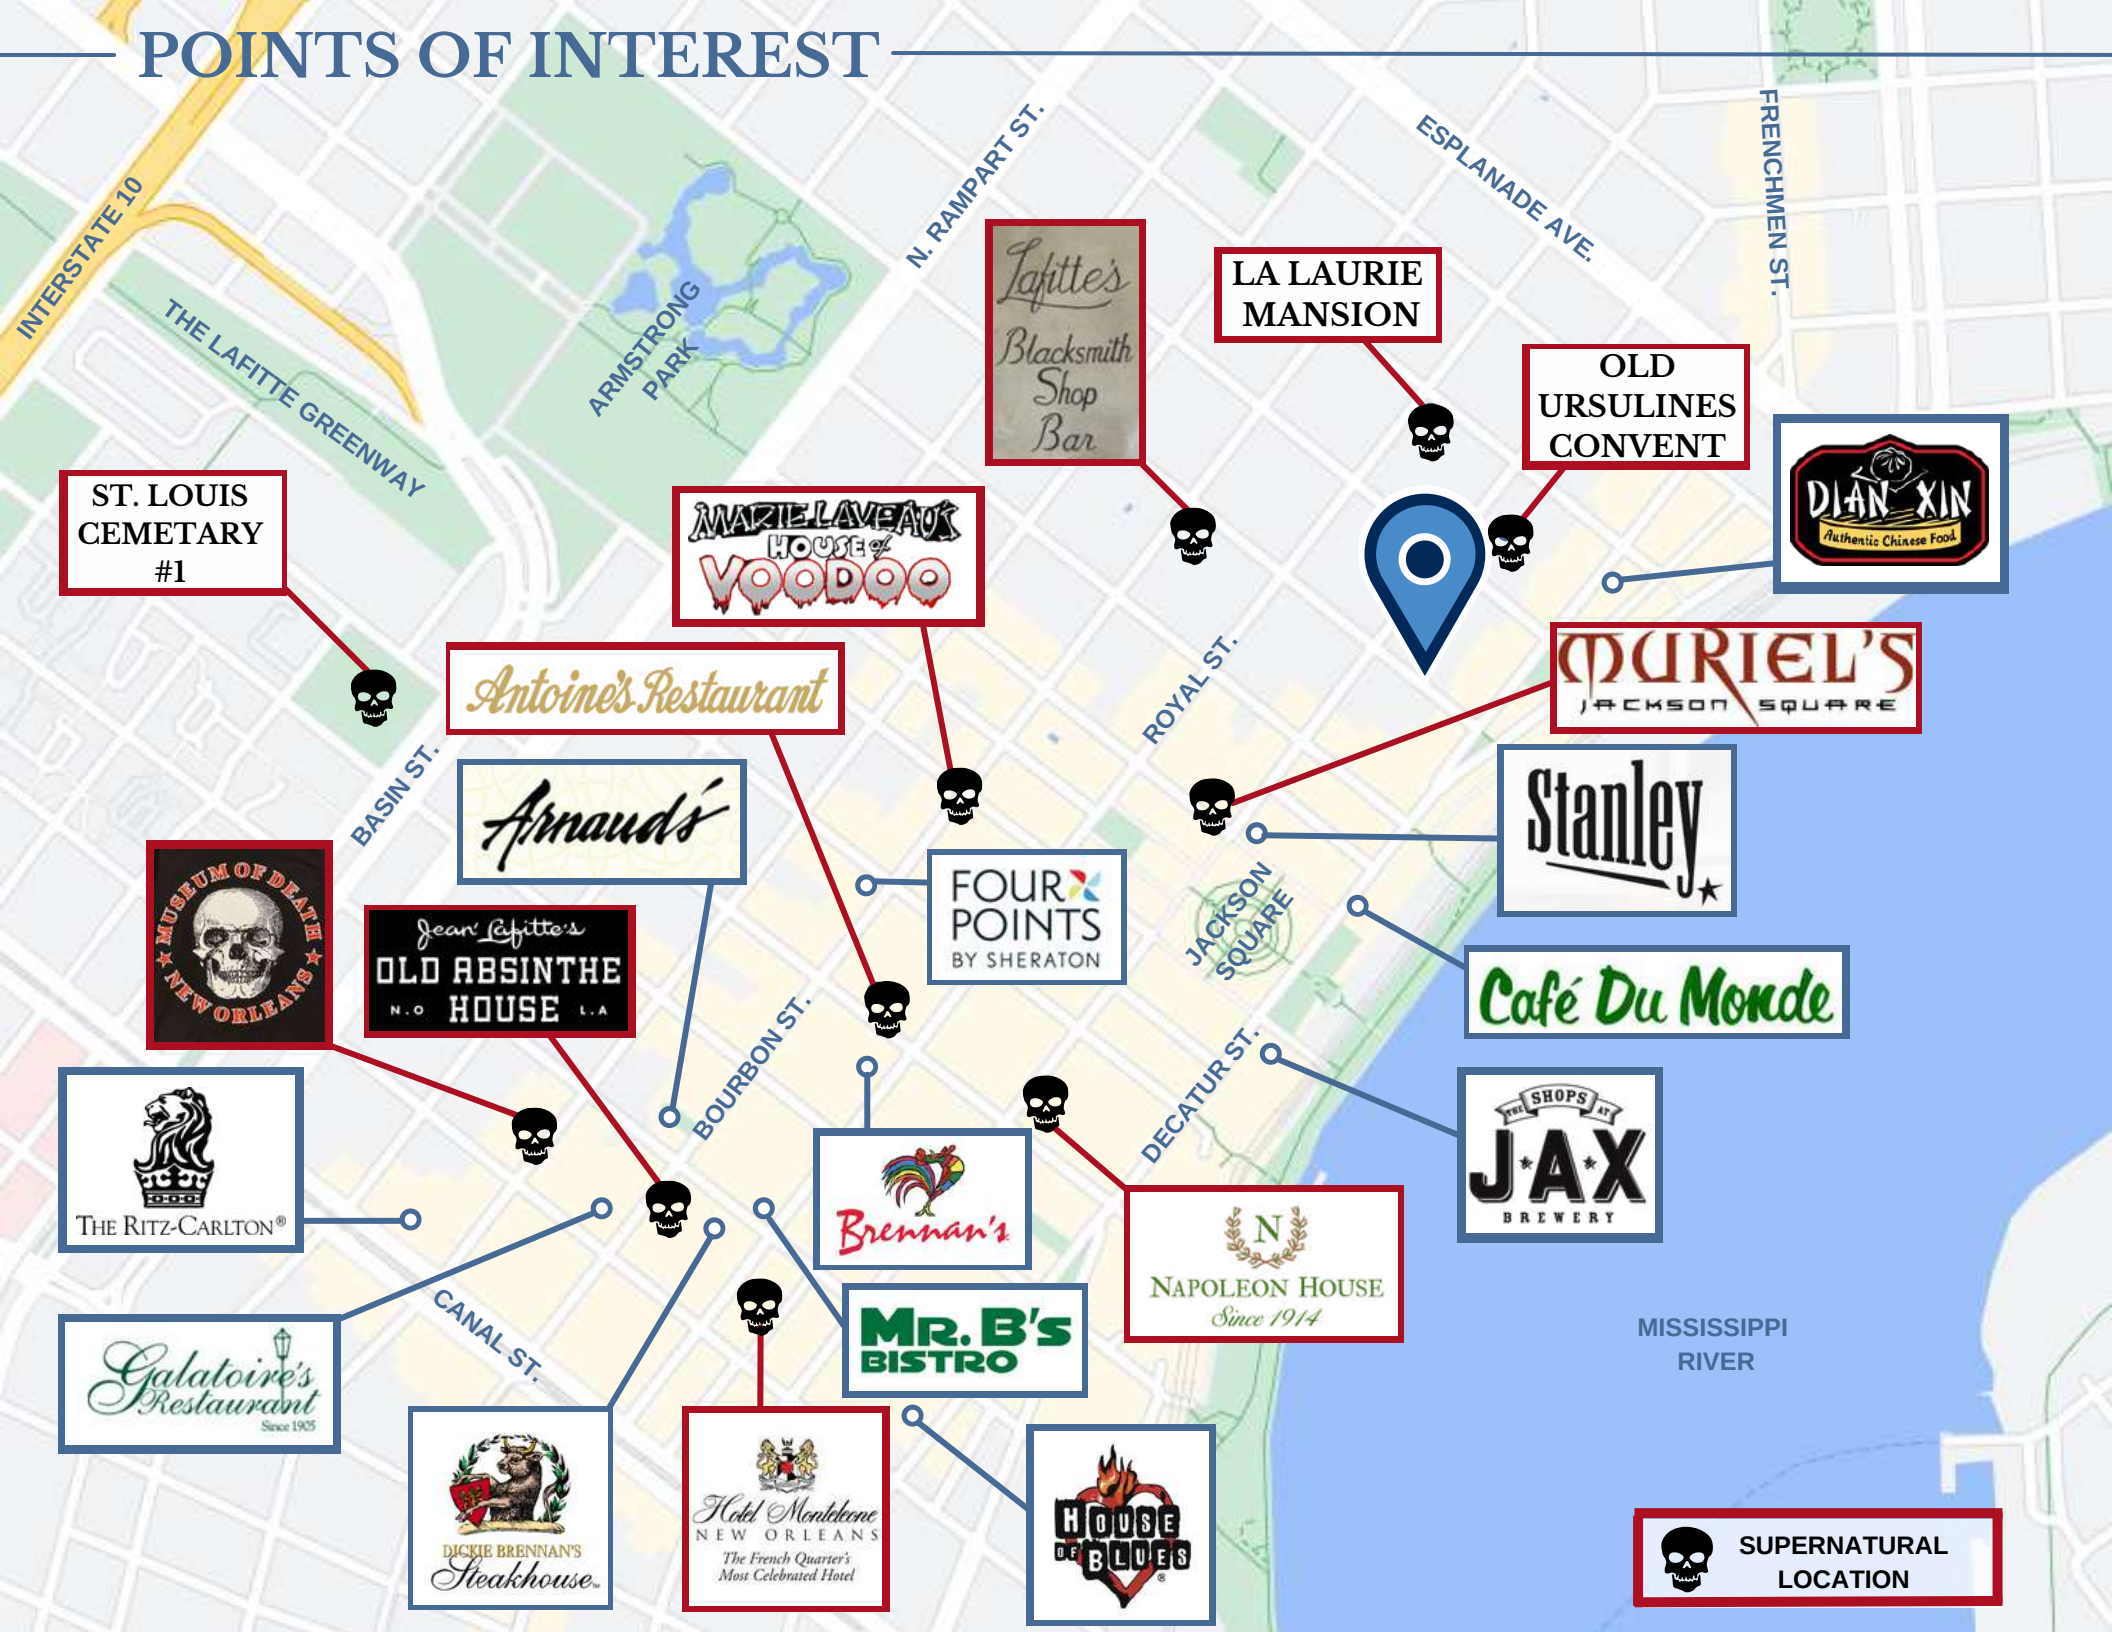 POINTS OF INTEREST
INTERSTATE 10
THE LAFITTE GREENWAY
ARMSTRONG
PARK
N. RAMPART ST.
ESPLANADE AVE.
FRENCHMEN ST.
Lafitte's
Blacksmith
Shop
Bar
LA LAURIE
MANSION
OLD
URSULINES
CONVENT
DIAN XIN
Authentic Chinese Food
ST. LOUIS
CEMETARY
#1
MARIE LAVEAU'S
HOUSE of
VOODOO
Antoine's Restaurant
ROYAL ST.
MURIEL'S
JACKSON SQUARE
BASIN ST.
Arnaud's
Stanley
MUSEUM OF DEATH
NEW ORLEANS
Jean Lafitte's
OLD ABSINTHE
N.O HOUSE L.A
FOUR
POINTS
BY SHERATON
JACKSON
SQUARE
Café Du Monde
BOURBON ST.
DECATUR ST.
THE SHOPS AT
JAX
BREWERY
THE RITZ-CARLTON®
Brennan's
N
NAPOLEON HOUSE
Since 1914
CANAL ST.
Galatoire's
Restaurant
Since 1905
MR. B'S
BISTRO
MISSISSIPPI
RIVER
DICKIE BRENNAN'S
Steakhouse
Hotel Monteleone
NEW ORLEANS
The French Quarter's
Most Celebrated Hotel
HOUSE
OF BLUES
®
SUPERNATURAL
LOCATION